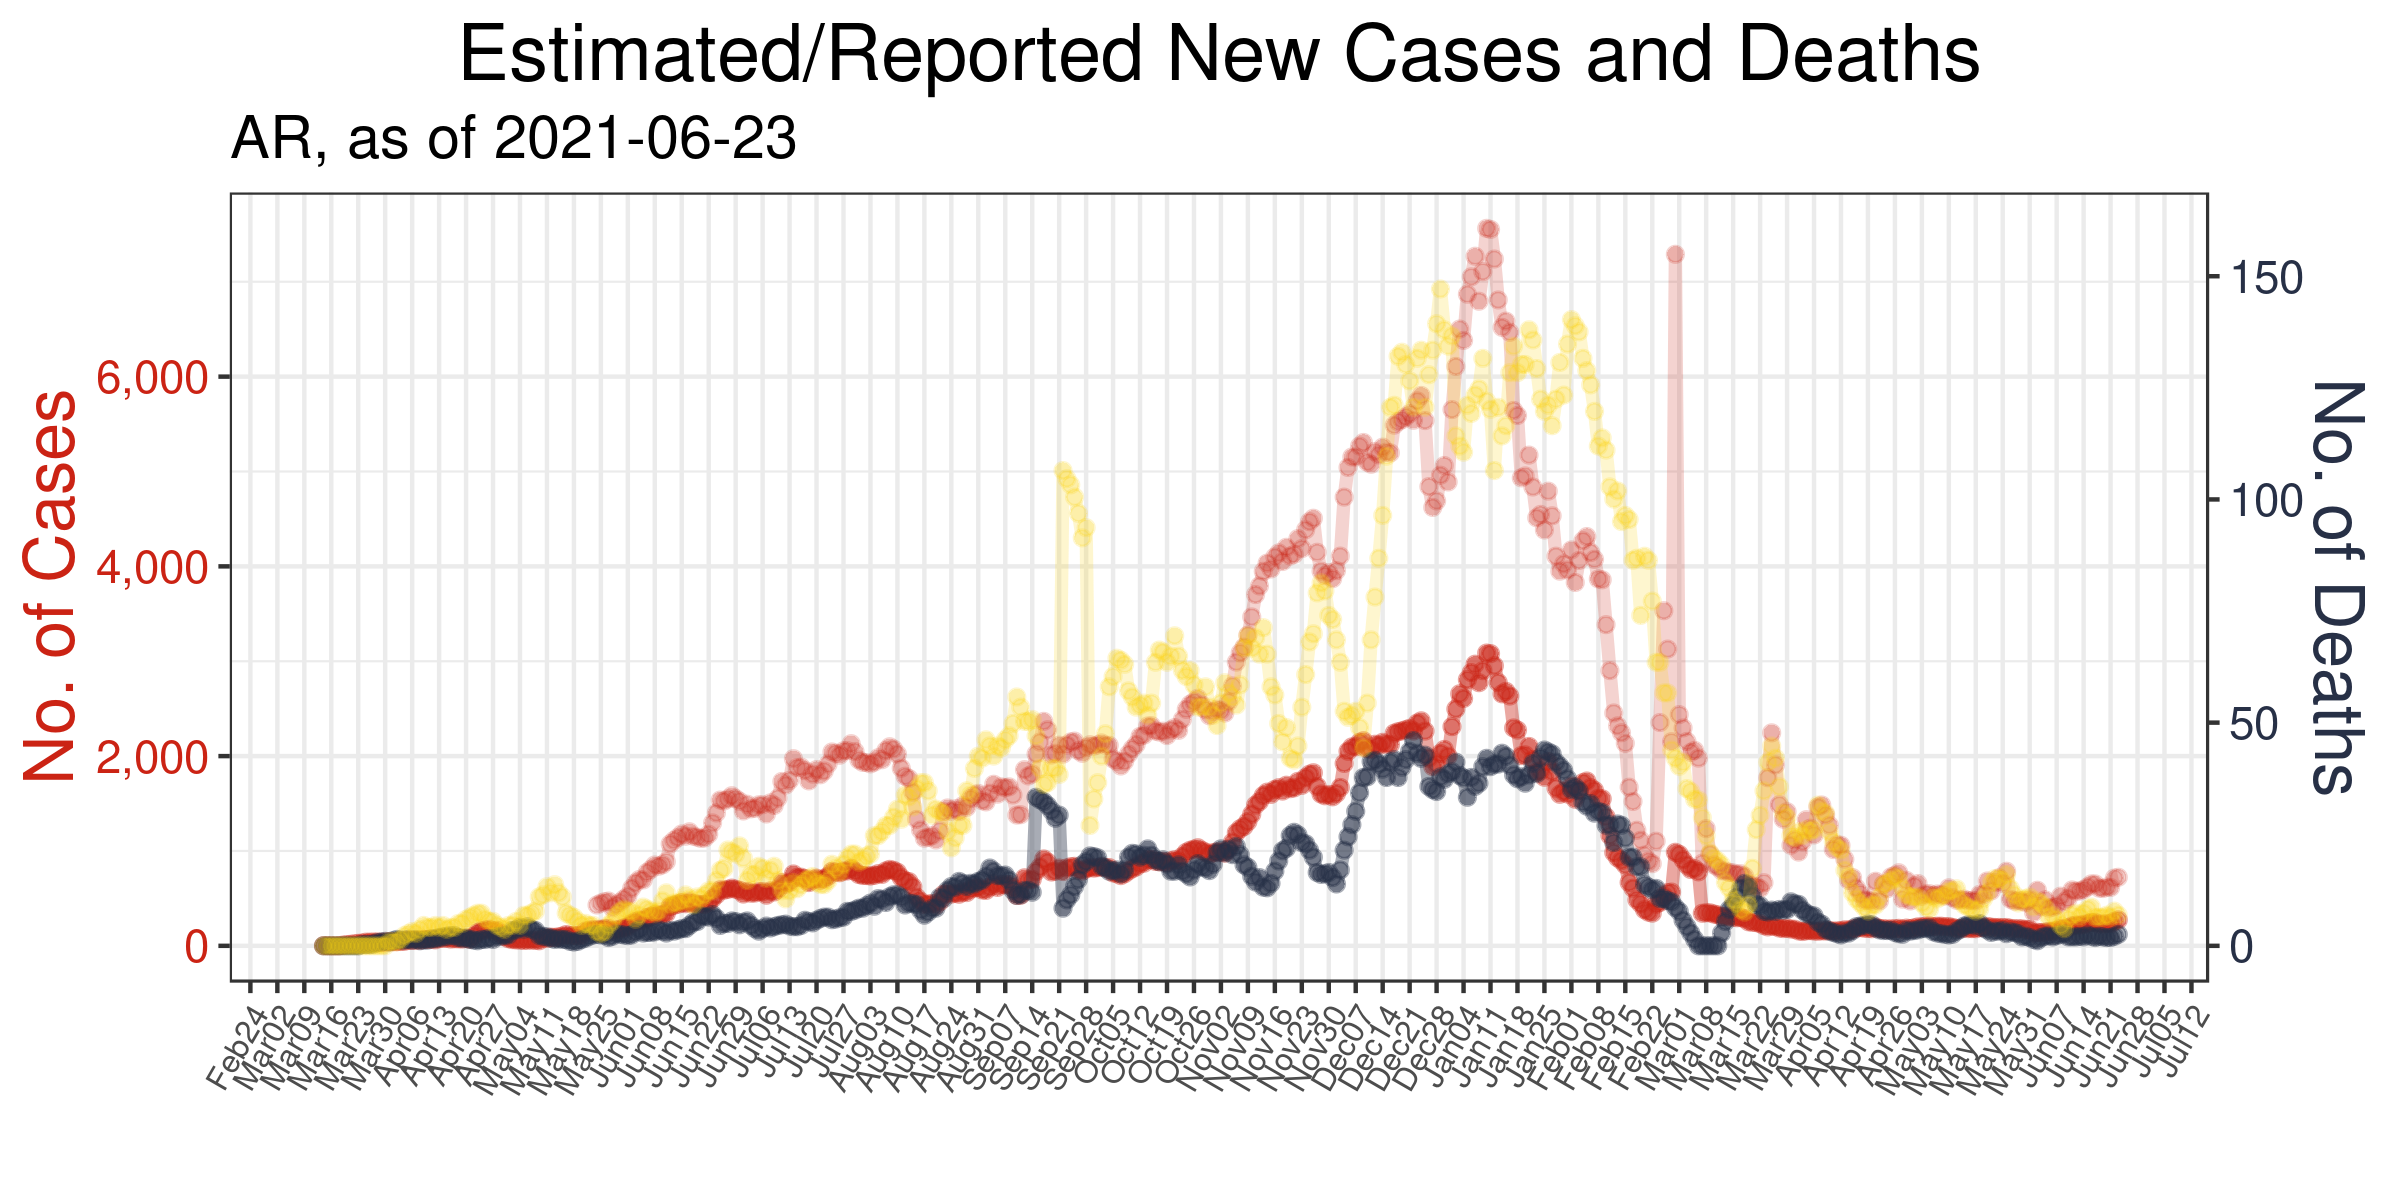 Estimated/Reported New Cases and Deaths
AR, as of 2021-06-23
No. of Cases
6,000
4,000
2,000
0
150
100
50
0
No. of Deaths
Feb24
Mar02
Mar09
Mar16
Mar23
Mar30
Apr06
Apr13
Apr20
Apr27
May04
May11
May18
May25
Jun01
Jun08
Jun15
Jun22
Jun29
Jul06
Jul13
Jul20
Jul27
Aug03
Aug10
Aug17
Aug24
Aug31
Sep07
Sep14
Sep21
Sep28
Oct05
Oct12
Oct19
Oct26
Nov02
Nov09
Nov16
Nov23
Nov30
Dec07
Dec14
Dec21
Dec28
Jan04
Jan11
Jan18
Jan25
Feb01
Feb08
Feb15
Feb22
Mar01
Mar08
Mar15
Mar22
Mar29
Apr05
Apr12
Apr19
Apr26
May03
May10
May17
May24
May31
Jun07
Jun14
Jun21
Jun28
Jul05
Jul12